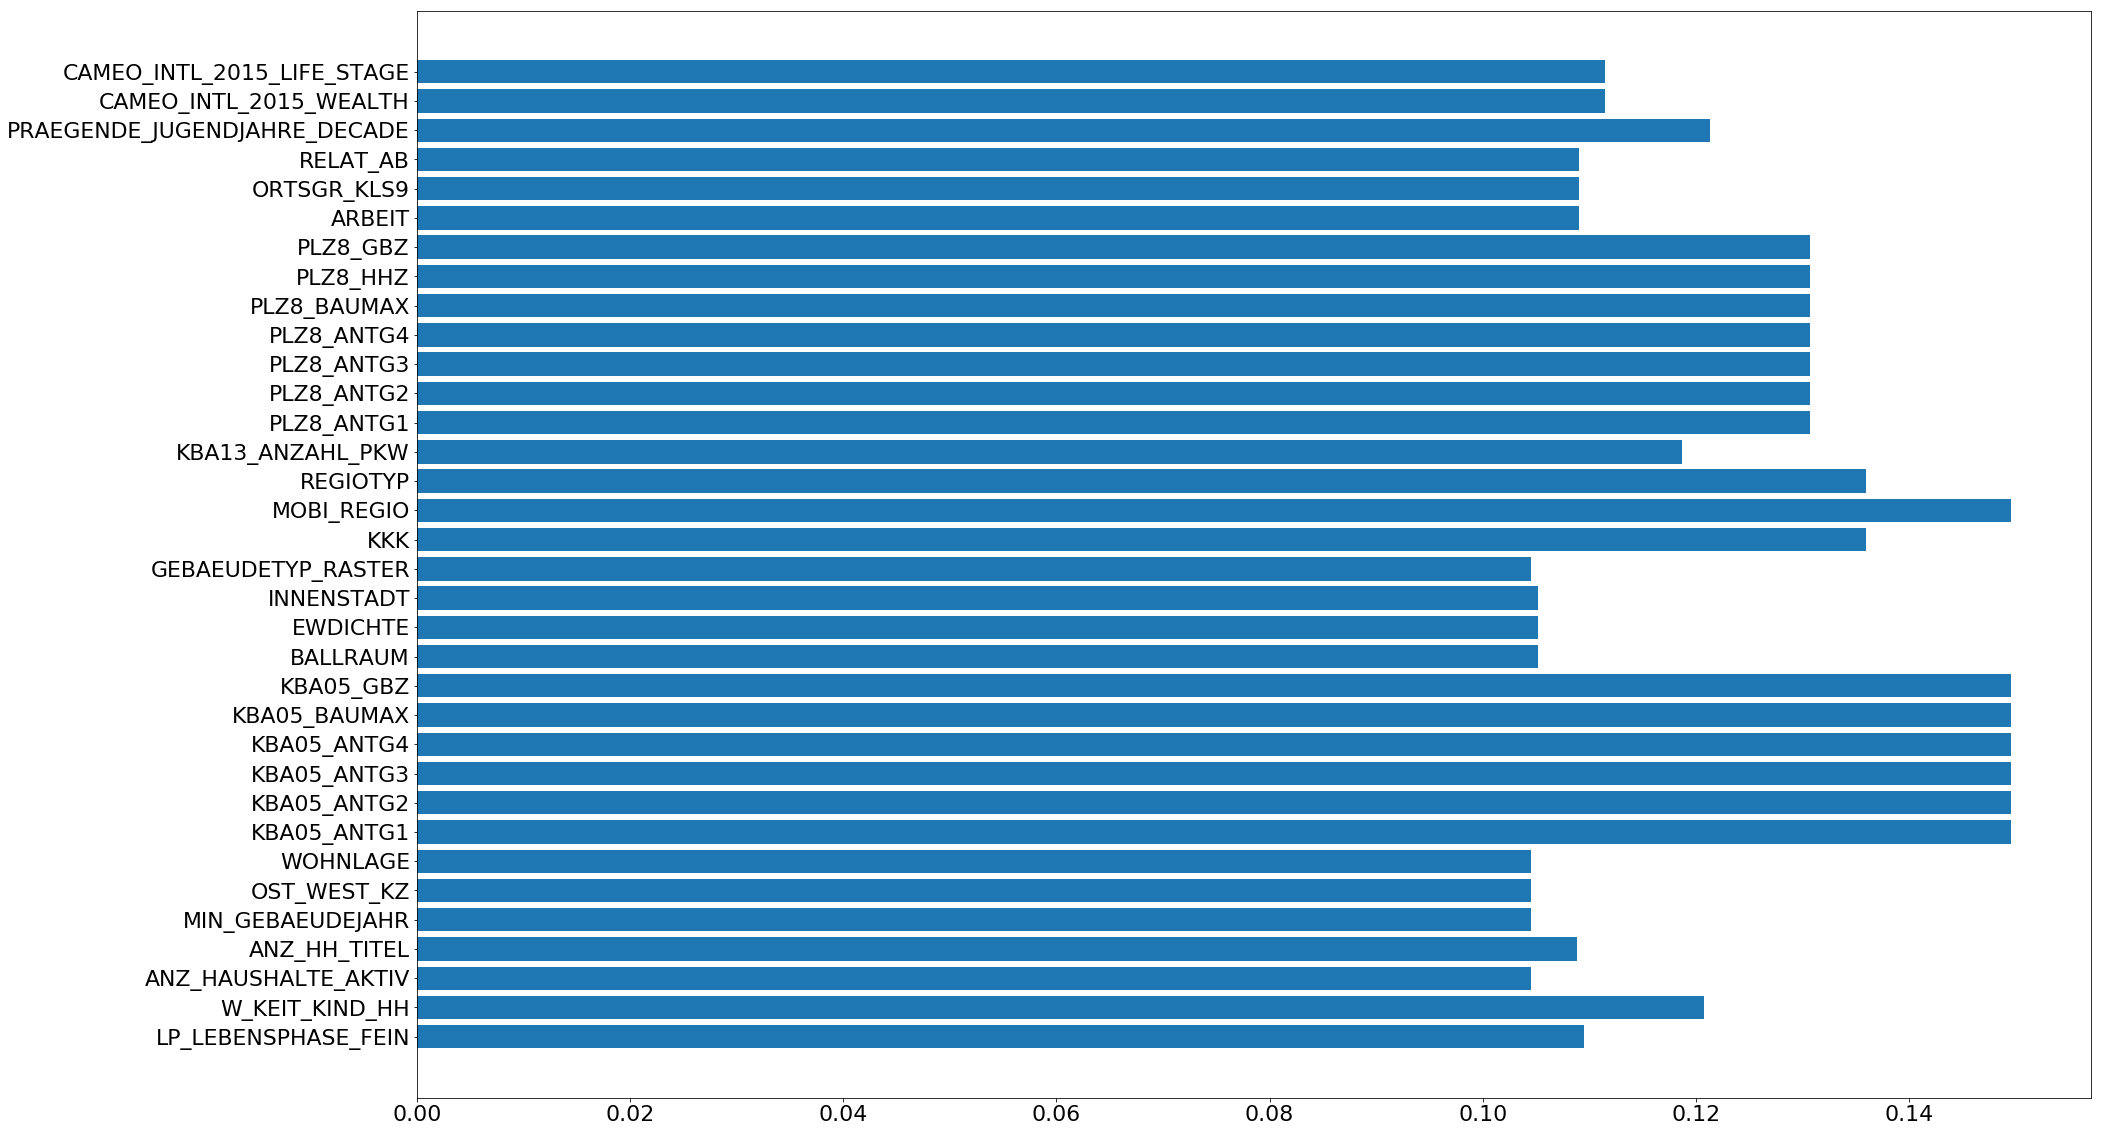 CAMEO_INTL_2015_LIFE_STAGE
CAMEO_INTL_2015_WEALTH
PRAEGENDE_JUGENDJAHRE_DECADE
RELAT_AB
ORTSGR_KLS9
ARBEIT
PLZ8_GBZ
PLZ8_HHZ
PLZ8_BAUMAX
PLZ8_ANTG4
PLZ8_ANTG3
PLZ8_ANTG2
PLZ8_ANTG1
KBA13_ANZAHL_PKW
REGIOTYP
MOBI_REGIO
KKK
GEBAEUDETYP_RASTER
INNENSTADT
EWDICHTE
BALLRAUM
KBA05_GBZ
KBA05_BAUMAX
KBA05_ANTG4
KBA05_ANTG3
KBA05_ANTG2
KBA05_ANTG1
WOHNLAGE
OST_WEST_KZ
MIN_GEBAEUDEJAHR
ANZ_HH_TITEL
ANZ_HAUSHALTE_AKTIV
W_KEIT_KIND_HH
LP_LEBENSPHASE_FEIN
0.00 0.02 0.04 0.06 0.08 0.10 0.12 0.14